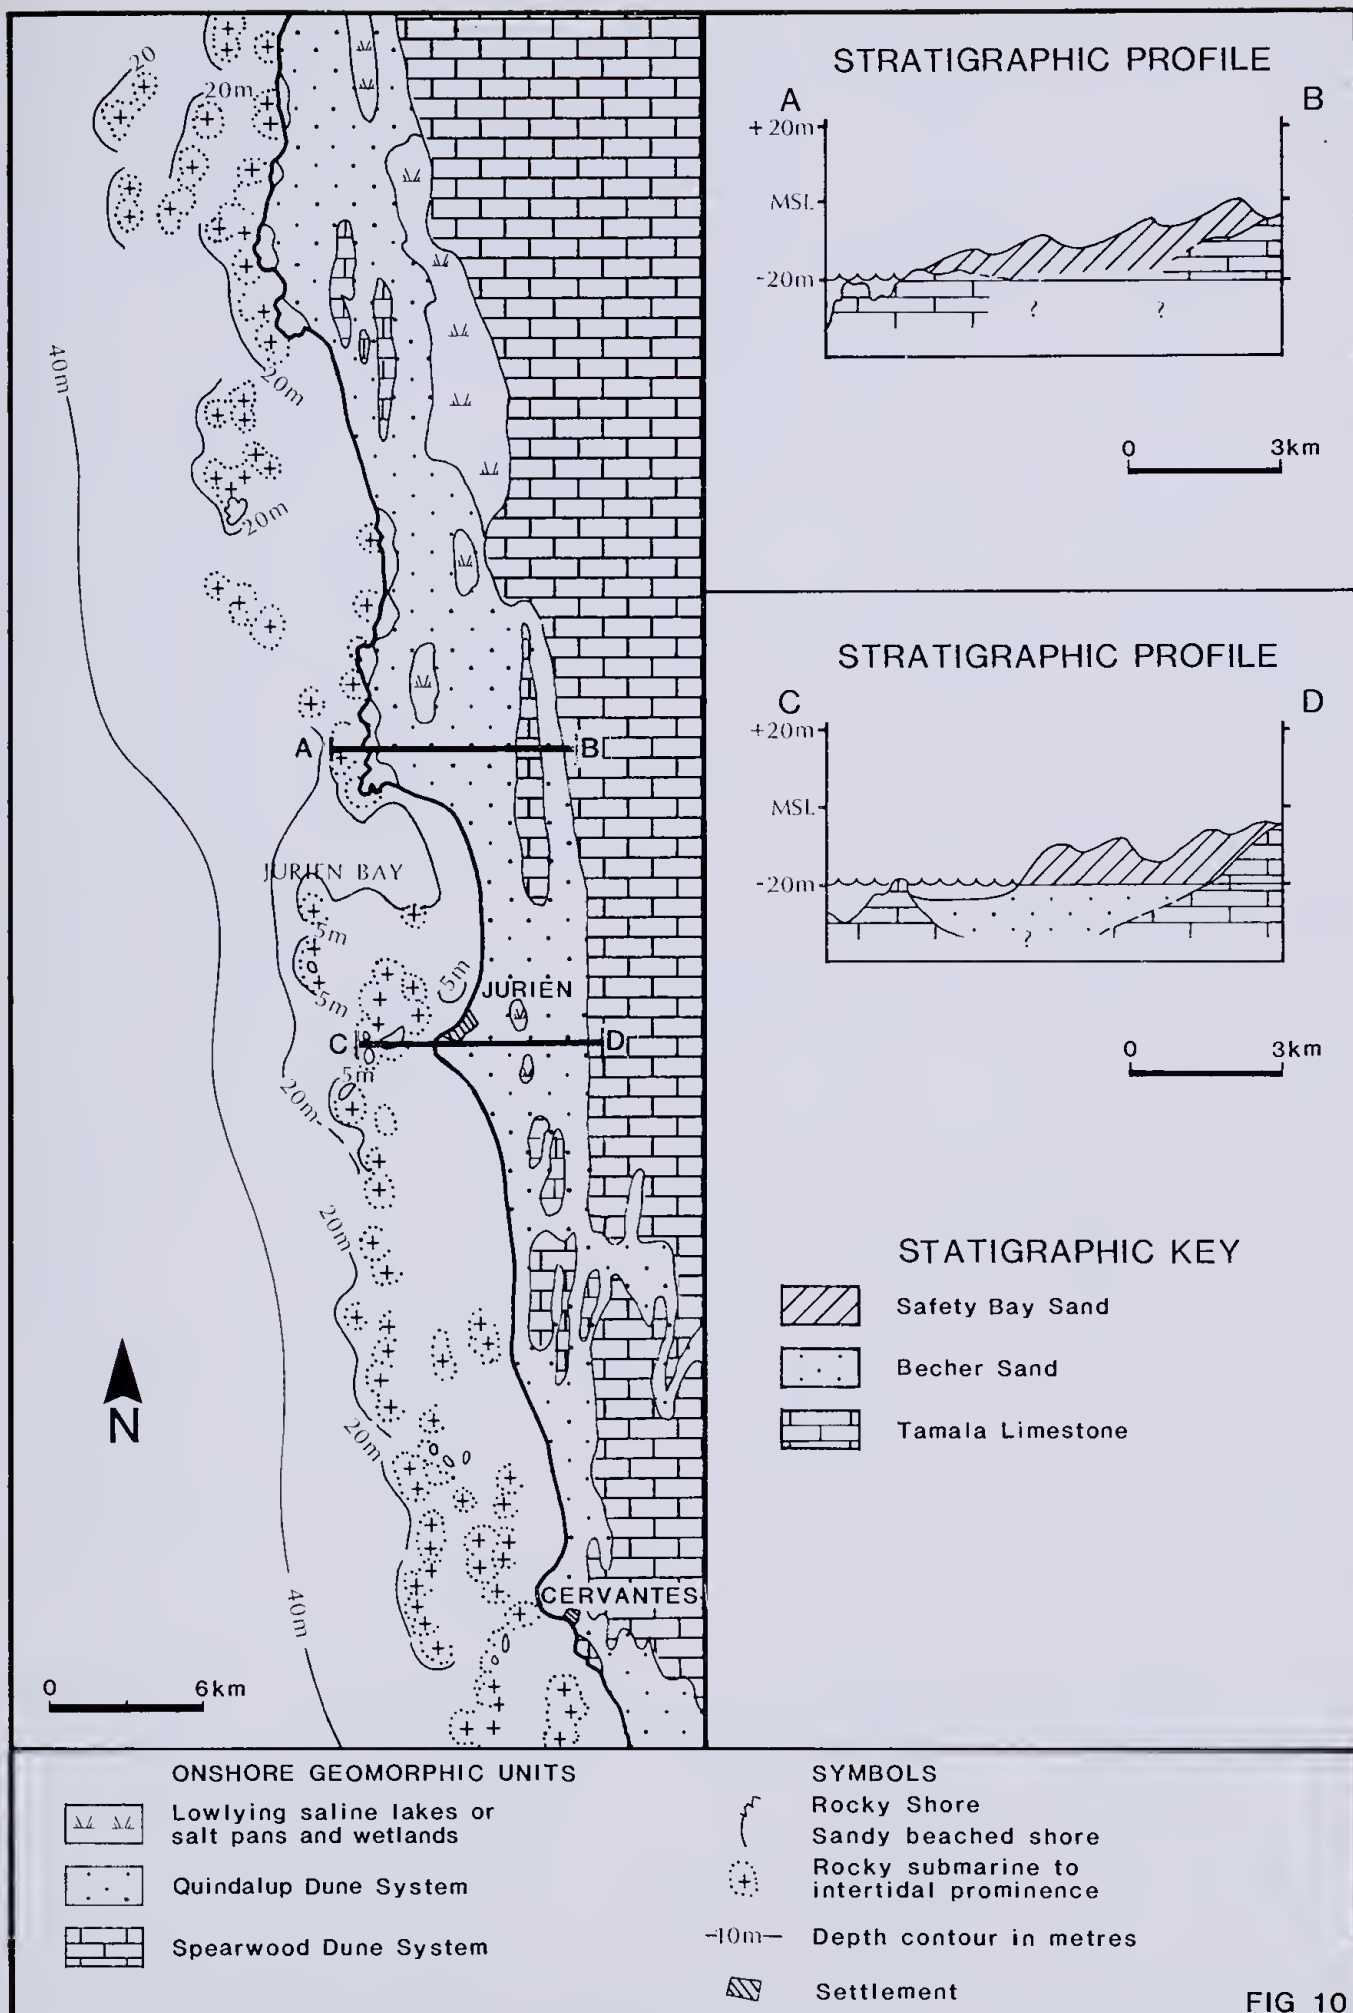 20
20m
40m
20m
20m
A
B
JURIEN BAY
5m
5m
5m
JURIEN
C
D
5m
20m
20m
20m
N
40m
CERVANTES
0 6km
STRATIGRAPHIC PROFILE
A B
+20m
MSL
-20m
? ?
0 3km
STRATIGRAPHIC PROFILE
C D
+20m
MSL
-20m
?
0 3km
STATIGRAPHIC KEY
Safety Bay Sand
Becher Sand
Tamala Limestone
ONSHORE GEOMORPHIC UNITS
Lowlying saline lakes or
salt pans and wetlands
Quindalup Dune System
Spearwood Dune System
SYMBOLS
Rocky Shore
Sandy beached shore
Rocky submarine to
intertidal prominence
-10m- Depth contour in metres
Settlement
FIG 10